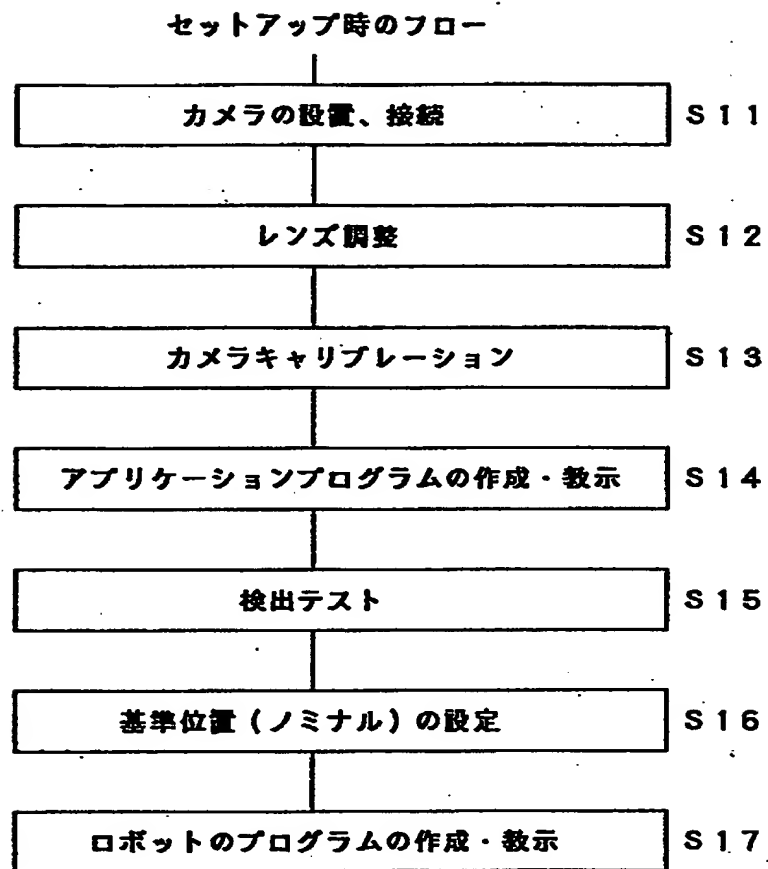 セットアップ時のフロー
カメラの設置、接続 S11
レンズ調整 S12
カメラキャリブレーション S13
アプリケーションプログラムの作成・教示 S14
検出テスト S15
基準位置(ノミナル)の設定 S16
ロボットのプログラムの作成・教示 S17